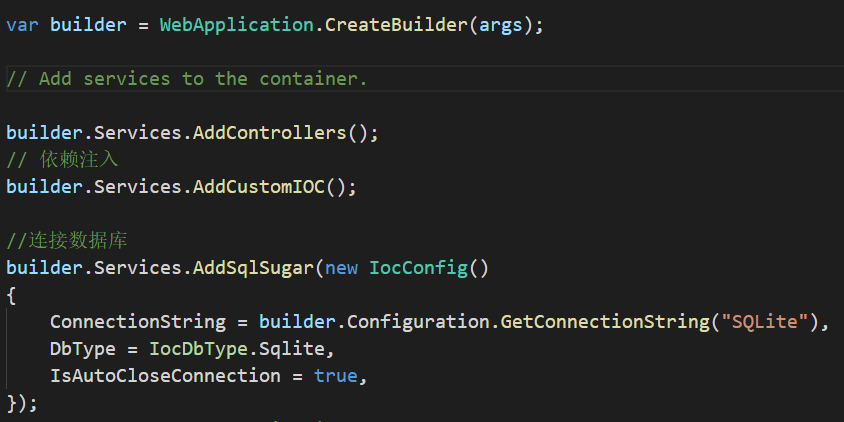 var builder = WebApplication.CreateBuilder(args);
// Add services to the container.
builder.Services.AddControllers();
// 依赖注入
builder.Services.AddCustomIOC();
//连接数据库
builder.Services.AddSqlSugar(new IocConfig()
{
    ConnectionString = builder.Configuration.GetConnectionString("SQLite"),
    DbType = IocDbType.Sqlite,
    IsAutoCloseConnection = true,
});